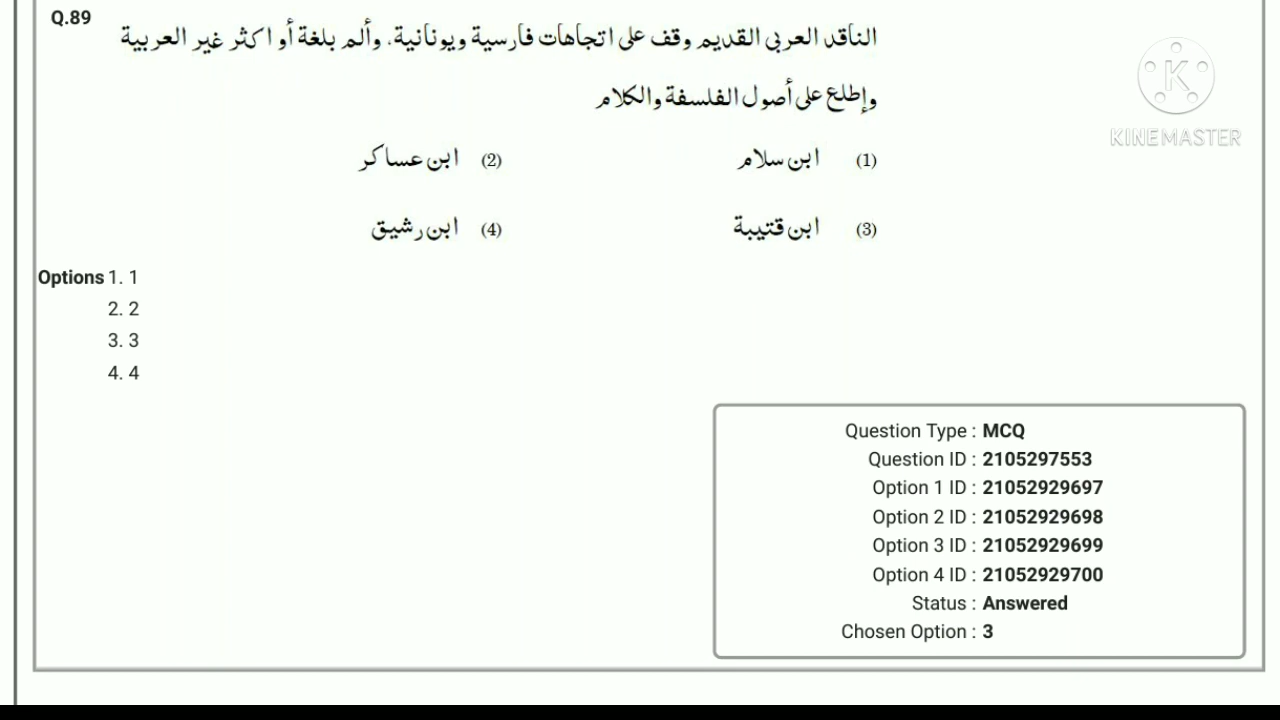 Q.89
الناقد العربى القديم وقف على اتجاهات فارسية ويونانية. وألم بلغة أو اكثر غير العربية
وإطلع على أصول الفلسفة والكلام
(1) ابن سلام (2) ابن عساكر
(3) ابن قتيبة (4) ابن رشيق
Options 1. 1
2. 2
3. 3
4. 4
K
KINEMASTER
Question Type : MCQ
Question ID : 2105297553
Option 1 ID : 21052929697
Option 2 ID : 21052929698
Option 3 ID : 21052929699
Option 4 ID : 21052929700
Status : Answered
Chosen Option : 3